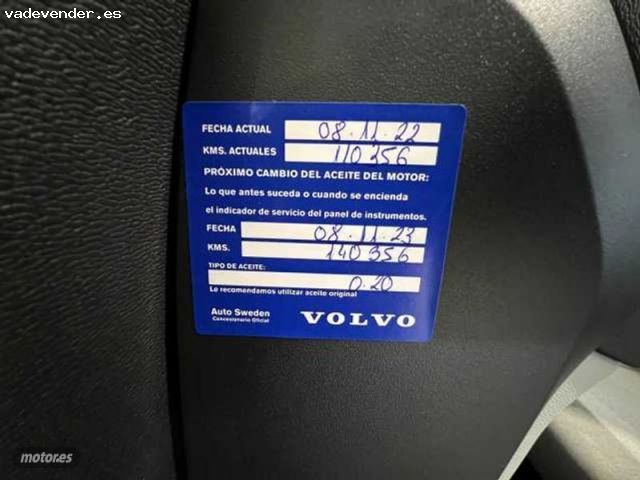 vadevender.es
FECHA ACTUAL 08.11.22
KMS. ACTUALES 110356
PRÓXIMO CAMBIO DEL ACEITE DEL MOTOR:
Lo que antes suceda o cuando se encienda
el indicador de servicio del panel de instrumentos.
FECHA 08.11.23
KMS. 140356
TIPO DE ACEITE:
0.20
Le recomendamos utilizar aceite original
Auto Sweden
Concesionario Oficial
VOLVO
motor.es